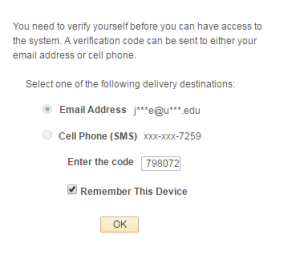 You need to verify yourself before you can have access to
the system. A verification code can be sent to either your
email address or cell phone.
Select one of the following delivery destinations:
Email Address j***e@u***.edu
Cell Phone (SMS) xxx-xxx-7259
Enter the code 798072
Remember This Device
OK